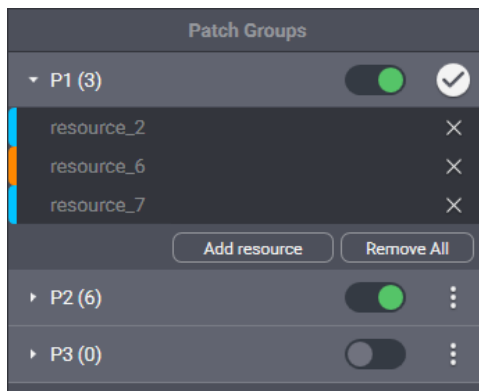 Patch Groups
P1 (3)
resource_2
resource_6
resource_7
Add resource Remove All
P2 (6)
P3 (0)